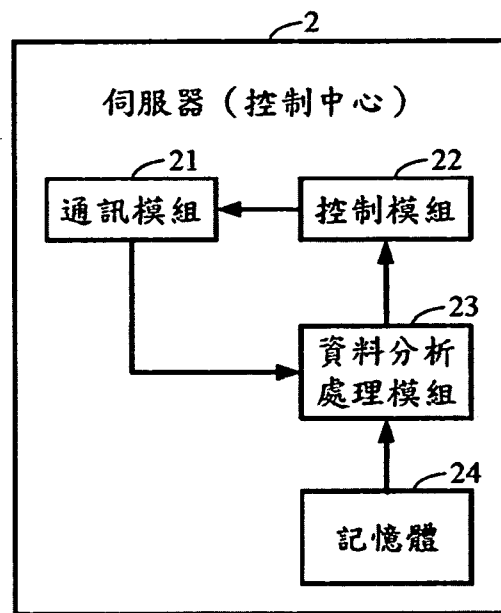 2
伺服器（控制中心）
21
通訊模組
22
控制模組
23
資料分析
處理模組
24
記憶體